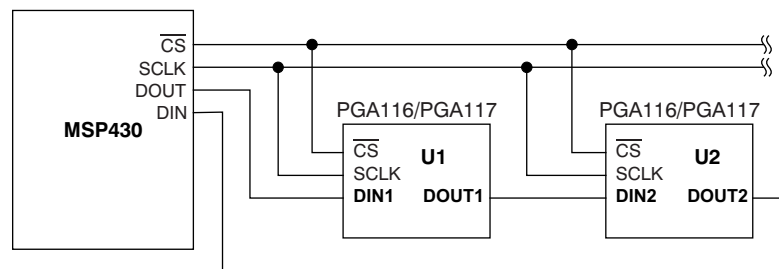 CS
SCLK
DOUT
DIN
MSP430
PGA116/PGA117
CS
U1
SCLK
DIN1 DOUT1
PGA116/PGA117
CS
U2
SCLK
DIN2 DOUT2